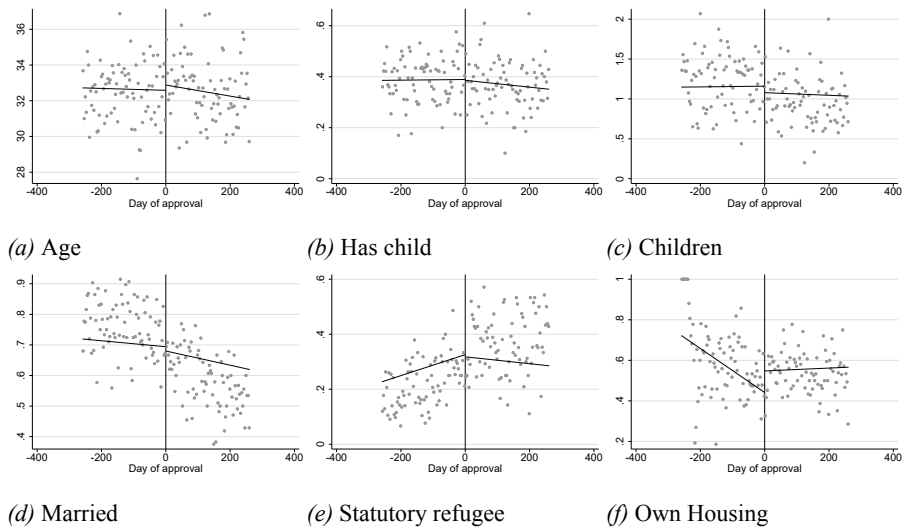 36
34
32
30
28
-400 -200 0 200 400
Day of approval
.6
.4
.2
0
-400 -200 0 200 400
Day of approval
2
1.5
1
.5
0
-400 -200 0 200 400
Day of approval
(a) Age
(b) Has child
(c) Children
.9
.8
.7
.6
.5
.4
-400 -200 0 200 400
Day of approval
.6
.4
.2
0
-400 -200 0 200 400
Day of approval
1
.8
.6
.4
.2
-400 -200 0 200 400
Day of approval
(d) Married
(e) Statutory refugee
(f) Own Housing